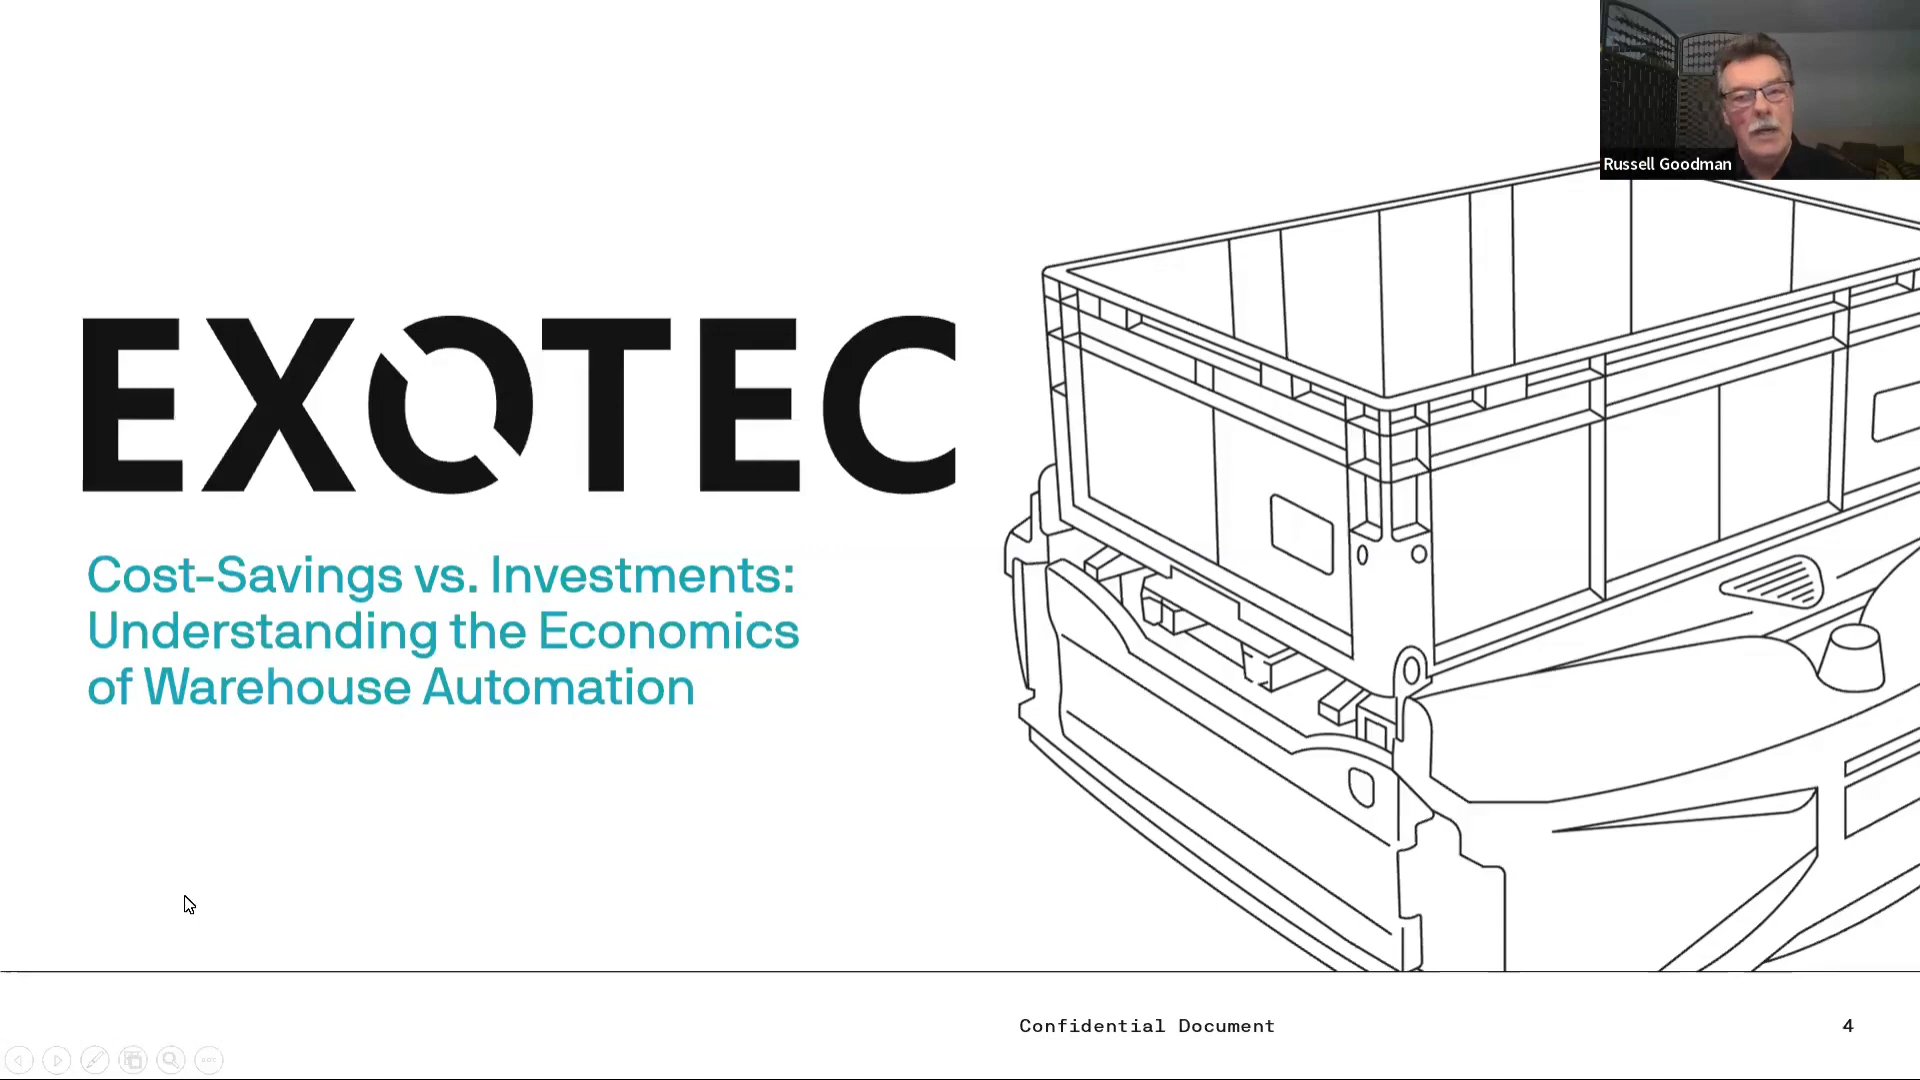 Russell Goodman
EXOTEC
Cost-Savings vs. Investments:
Understanding the Economics
of Warehouse Automation
Confidential Document
4